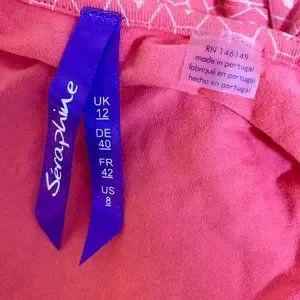 Séraphine
UK
12
DE
40
FR
42
US
8
RN 146149
made in portugal
fabriqué en portugal
hecho en portugal